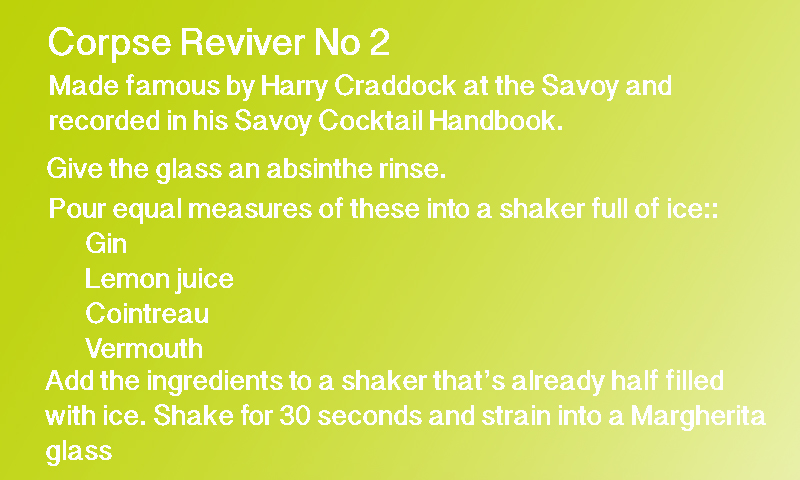 Corpse Reviver No 2
Made famous by Harry Craddock at the Savoy and
recorded in his Savoy Cocktail Handbook.
Give the glass an absinthe rinse.
Pour equal measures of these into a shaker full of ice::
Gin
Lemon juice
Cointreau
Vermouth
Add the ingredients to a shaker that's already half filled
with ice. Shake for 30 seconds and strain into a Margherita
glass